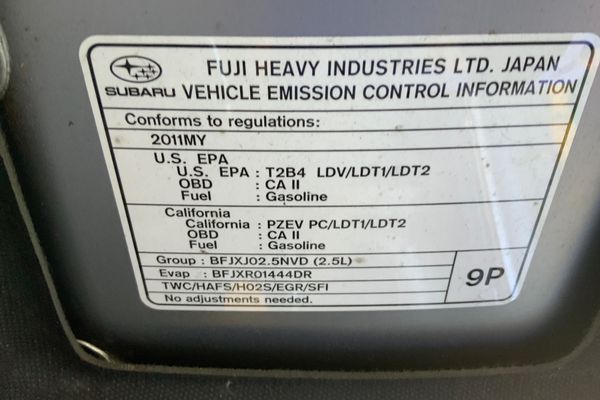 FUJI HEAVY INDUSTRIES LTD. JAPAN
SUBARU VEHICLE EMISSION CONTROL INFORMATION
Conforms to regulations:
2011MY
U.S. EPA
U.S. EPA : T2B4 LDV/LDT1/LDT2
OBD : CA II
Fuel : Gasoline
California
California : PZEV PC/LDT1/LDT2
OBD : CA II
Fuel : Gasoline
Group : BFJXJ02.5NVD (2.5L)
Evap : BFJXR01444DR
TWC/HAFS/HO2S/EGR/SFI
No adjustments needed.
9P